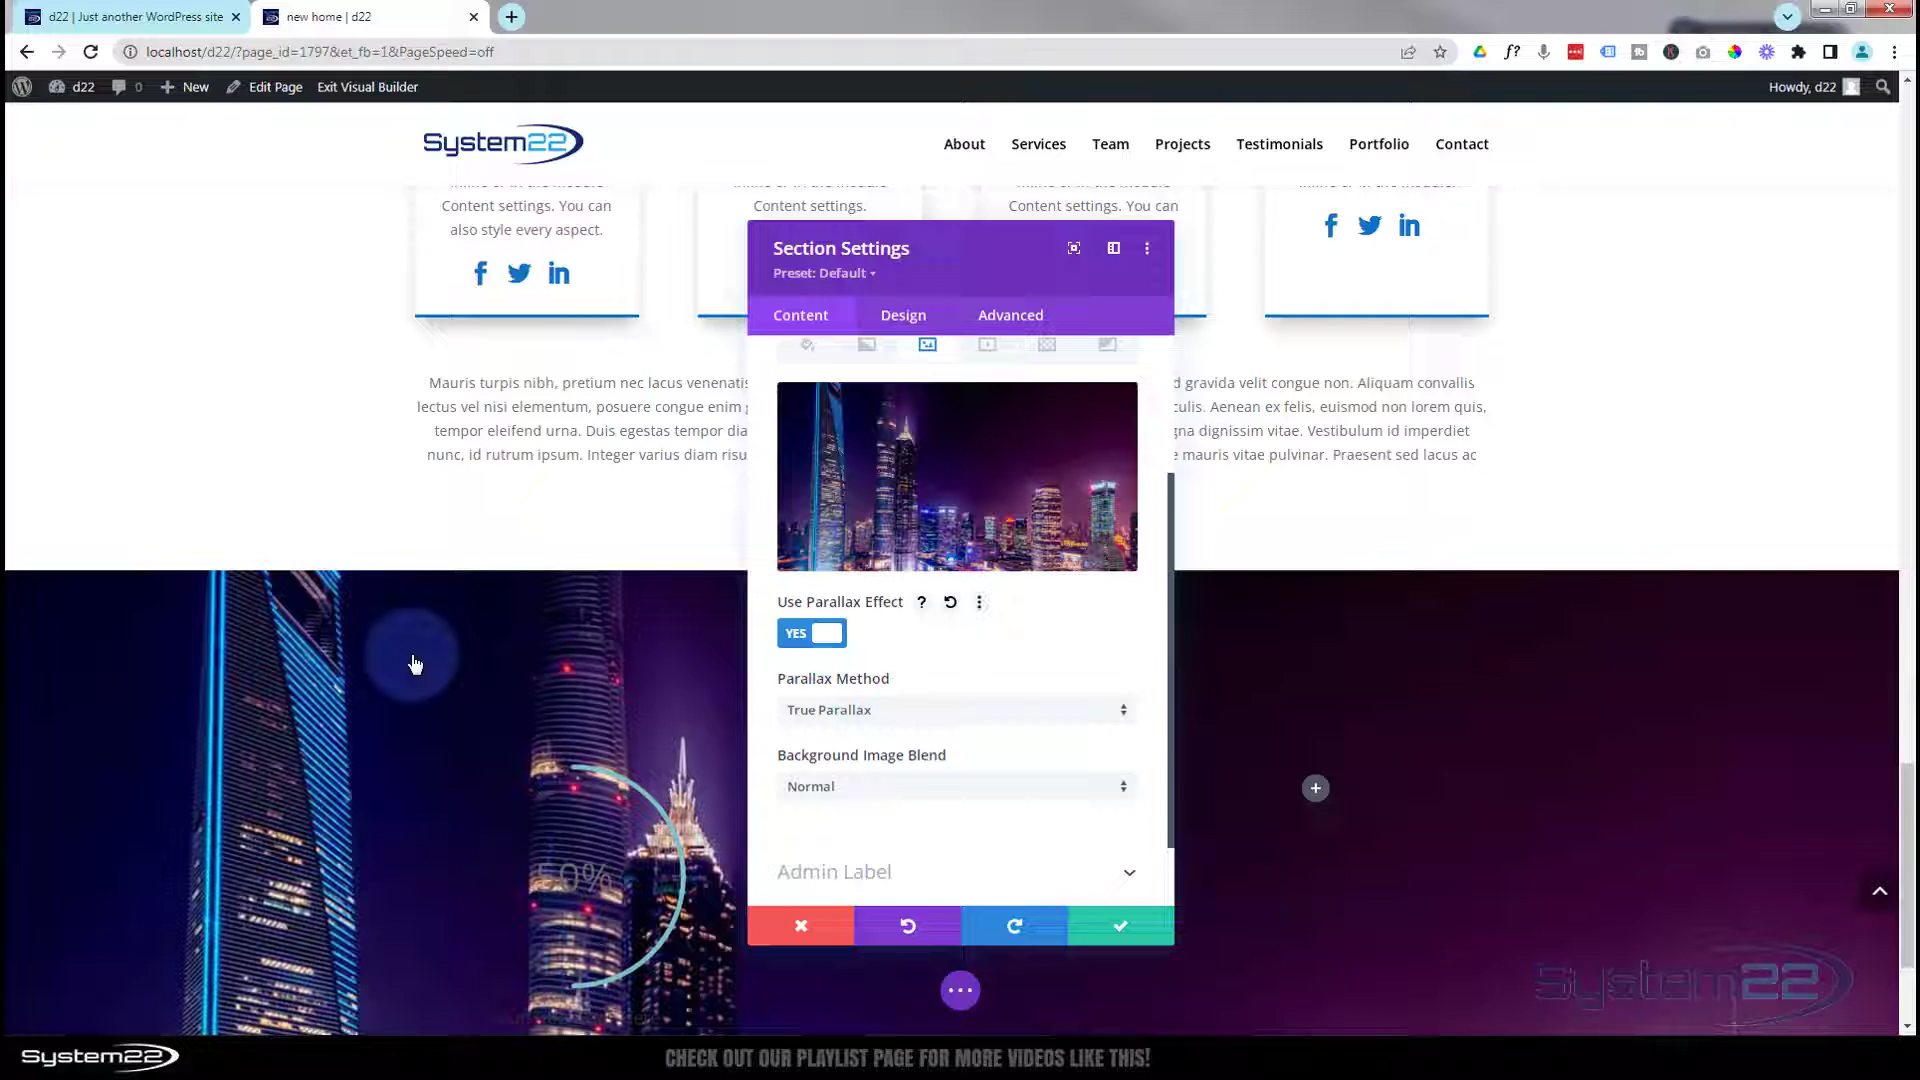 d22 | Just another WordPress site
new home | d22
localhost/d22/?page_id=1797&et_fb=1&PageSpeed=off
d22
0
New
Edit Page
Exit Visual Builder
Howdy, d22
System22
About
Services
Team
Projects
Testimonials
Portfolio
Contact
Content settings. You can
also style every aspect.
Content settings.
Content settings. You can
Section Settings
Preset: Default
Content
Design
Advanced
Mauris turpis nibh, pretium nec lacus venenatis
lectus vel nisi elementum, posuere congue enim
tempor eleifend urna. Duis egestas tempor
nunc, id rutrum ipsum. Integer varius diam
gravida velit congue non. Aliquam convallis
Aenean ex felis, euismod non lorem quis,
dignissim vitae. Vestibulum id imperdiet
mauris vitae pulvinar. Praesent sed lacus ac
Use Parallax Effect
YES
Parallax Method
True Parallax
Background Image Blend
Normal
Admin Label
50%
System22
System22
CHECK OUT OUR PLAYLIST PAGE FOR MORE VIDEOS LIKE THIS!